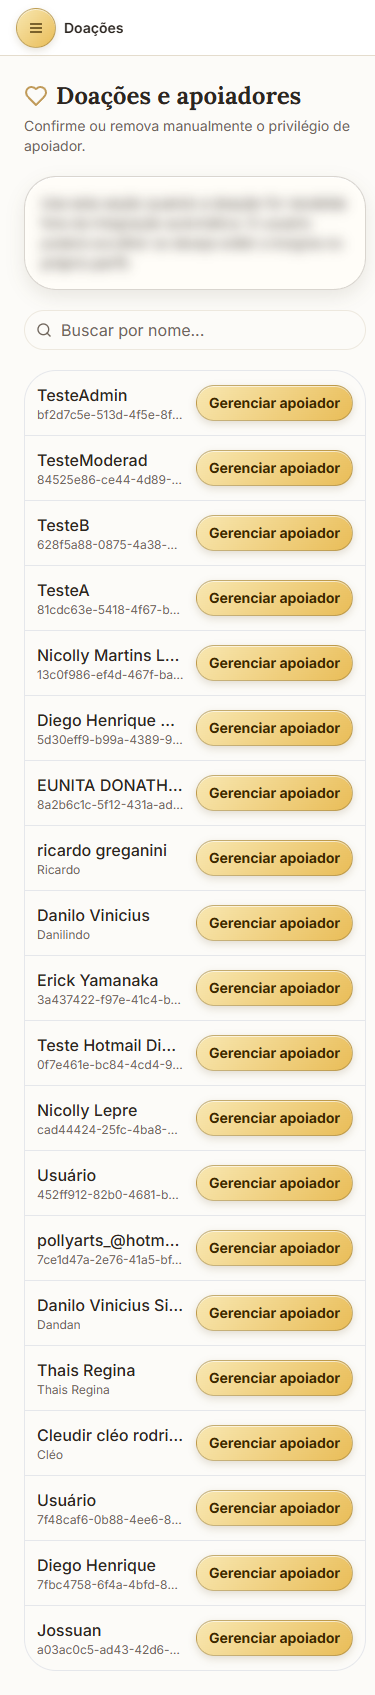 Doações
Doações e apoiadores
Confirme ou remova manualmente o privilégio de
apoiador.
Buscar por nome...
TesteAdmin
bf2d7c5e-513d-4f5e-8f...
Gerenciar apoiador
TesteModerad
84525e86-ce44-4d89-...
Gerenciar apoiador
TesteB
628f5a88-0875-4a38-...
Gerenciar apoiador
TesteA
81cdc63e-5418-4f67-b...
Gerenciar apoiador
Nicolly Martins L...
13c0f986-ef4d-467f-ba...
Gerenciar apoiador
Diego Henrique ...
5d30eff9-b99a-4389-9...
Gerenciar apoiador
EUNITA DONATH...
8a2b6c1c-5f12-431a-ad...
Gerenciar apoiador
ricardo greganini
Ricardo
Gerenciar apoiador
Danilo Vinicius
Danilindo
Gerenciar apoiador
Erick Yamanaka
3a437422-f97e-41c4-b...
Gerenciar apoiador
Teste Hotmail Di...
0f7e461e-bc84-4cd4-9...
Gerenciar apoiador
Nicolly Lepre
cad44424-25fc-4ba8-...
Gerenciar apoiador
Usuário
452ff912-82b0-4681-b...
Gerenciar apoiador
pollyarts_@hotm...
7ce1d47a-2e76-41a5-bf...
Gerenciar apoiador
Danilo Vinicius Si...
Dandan
Gerenciar apoiador
Thais Regina
Thais Regina
Gerenciar apoiador
Cleudir cléo rodri...
Cléo
Gerenciar apoiador
Usuário
7f48caf6-0b88-4ee6-8...
Gerenciar apoiador
Diego Henrique
7fbc4758-6f4a-4bfd-8...
Gerenciar apoiador
Jossuan
a03ac0c5-ad43-42d6-...
Gerenciar apoiador